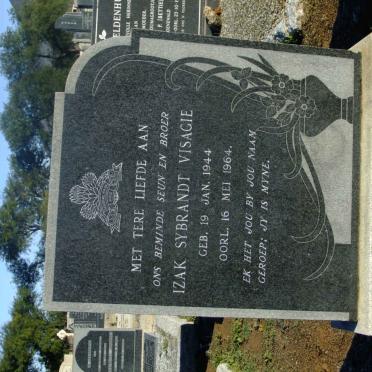 MET TERE LIEFDE AAN
ONS BEMINDE SEUN EN BROER
IZAK SYBRANDT VISAGIE
GEB. 19 JAN. 1944
OORL. 16 MEI 1964.
EK HET JOU BY JOU NAAM
GEROEP; JY IS MYNE.